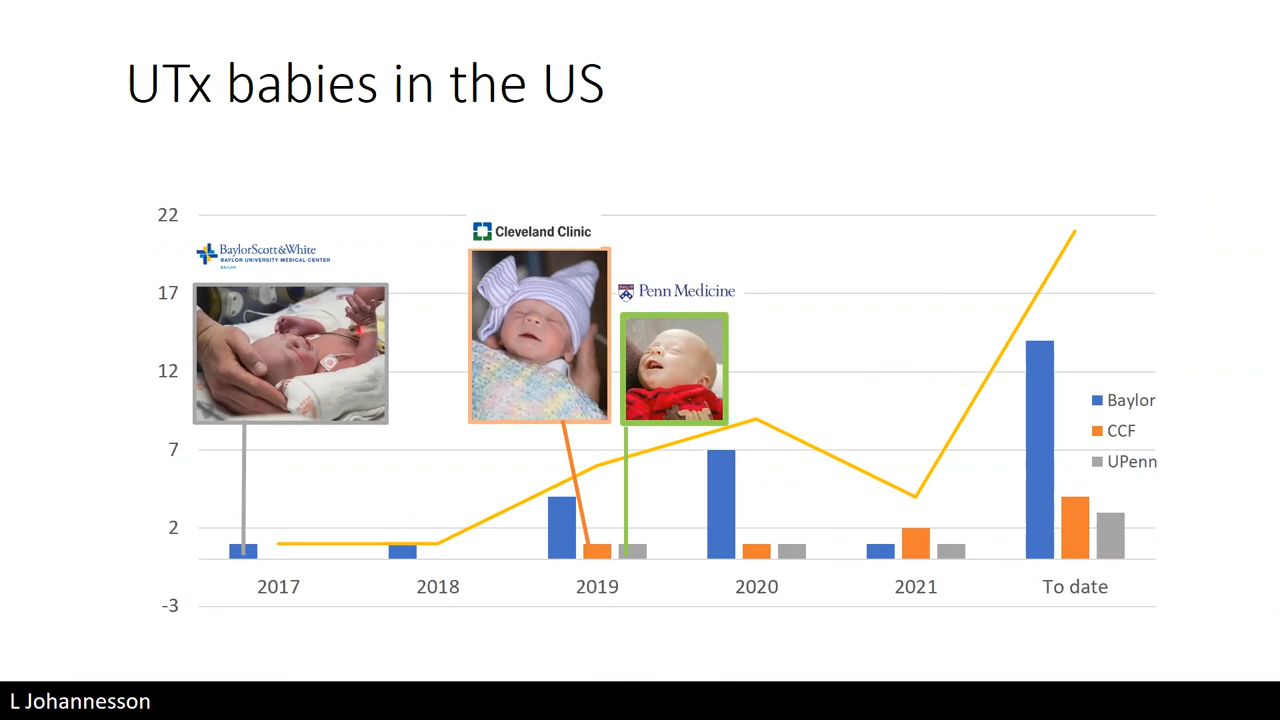 UTx babies in the US
22
17
12
7
2
-3
BaylorScott&White
BAYLOR UNIVERSITY MEDICAL CENTER
DALLAS
Cleveland Clinic
Penn Medicine
Baylor
CCF
UPenn
2017
2018
2019
2020
2021
To date
L Johannesson